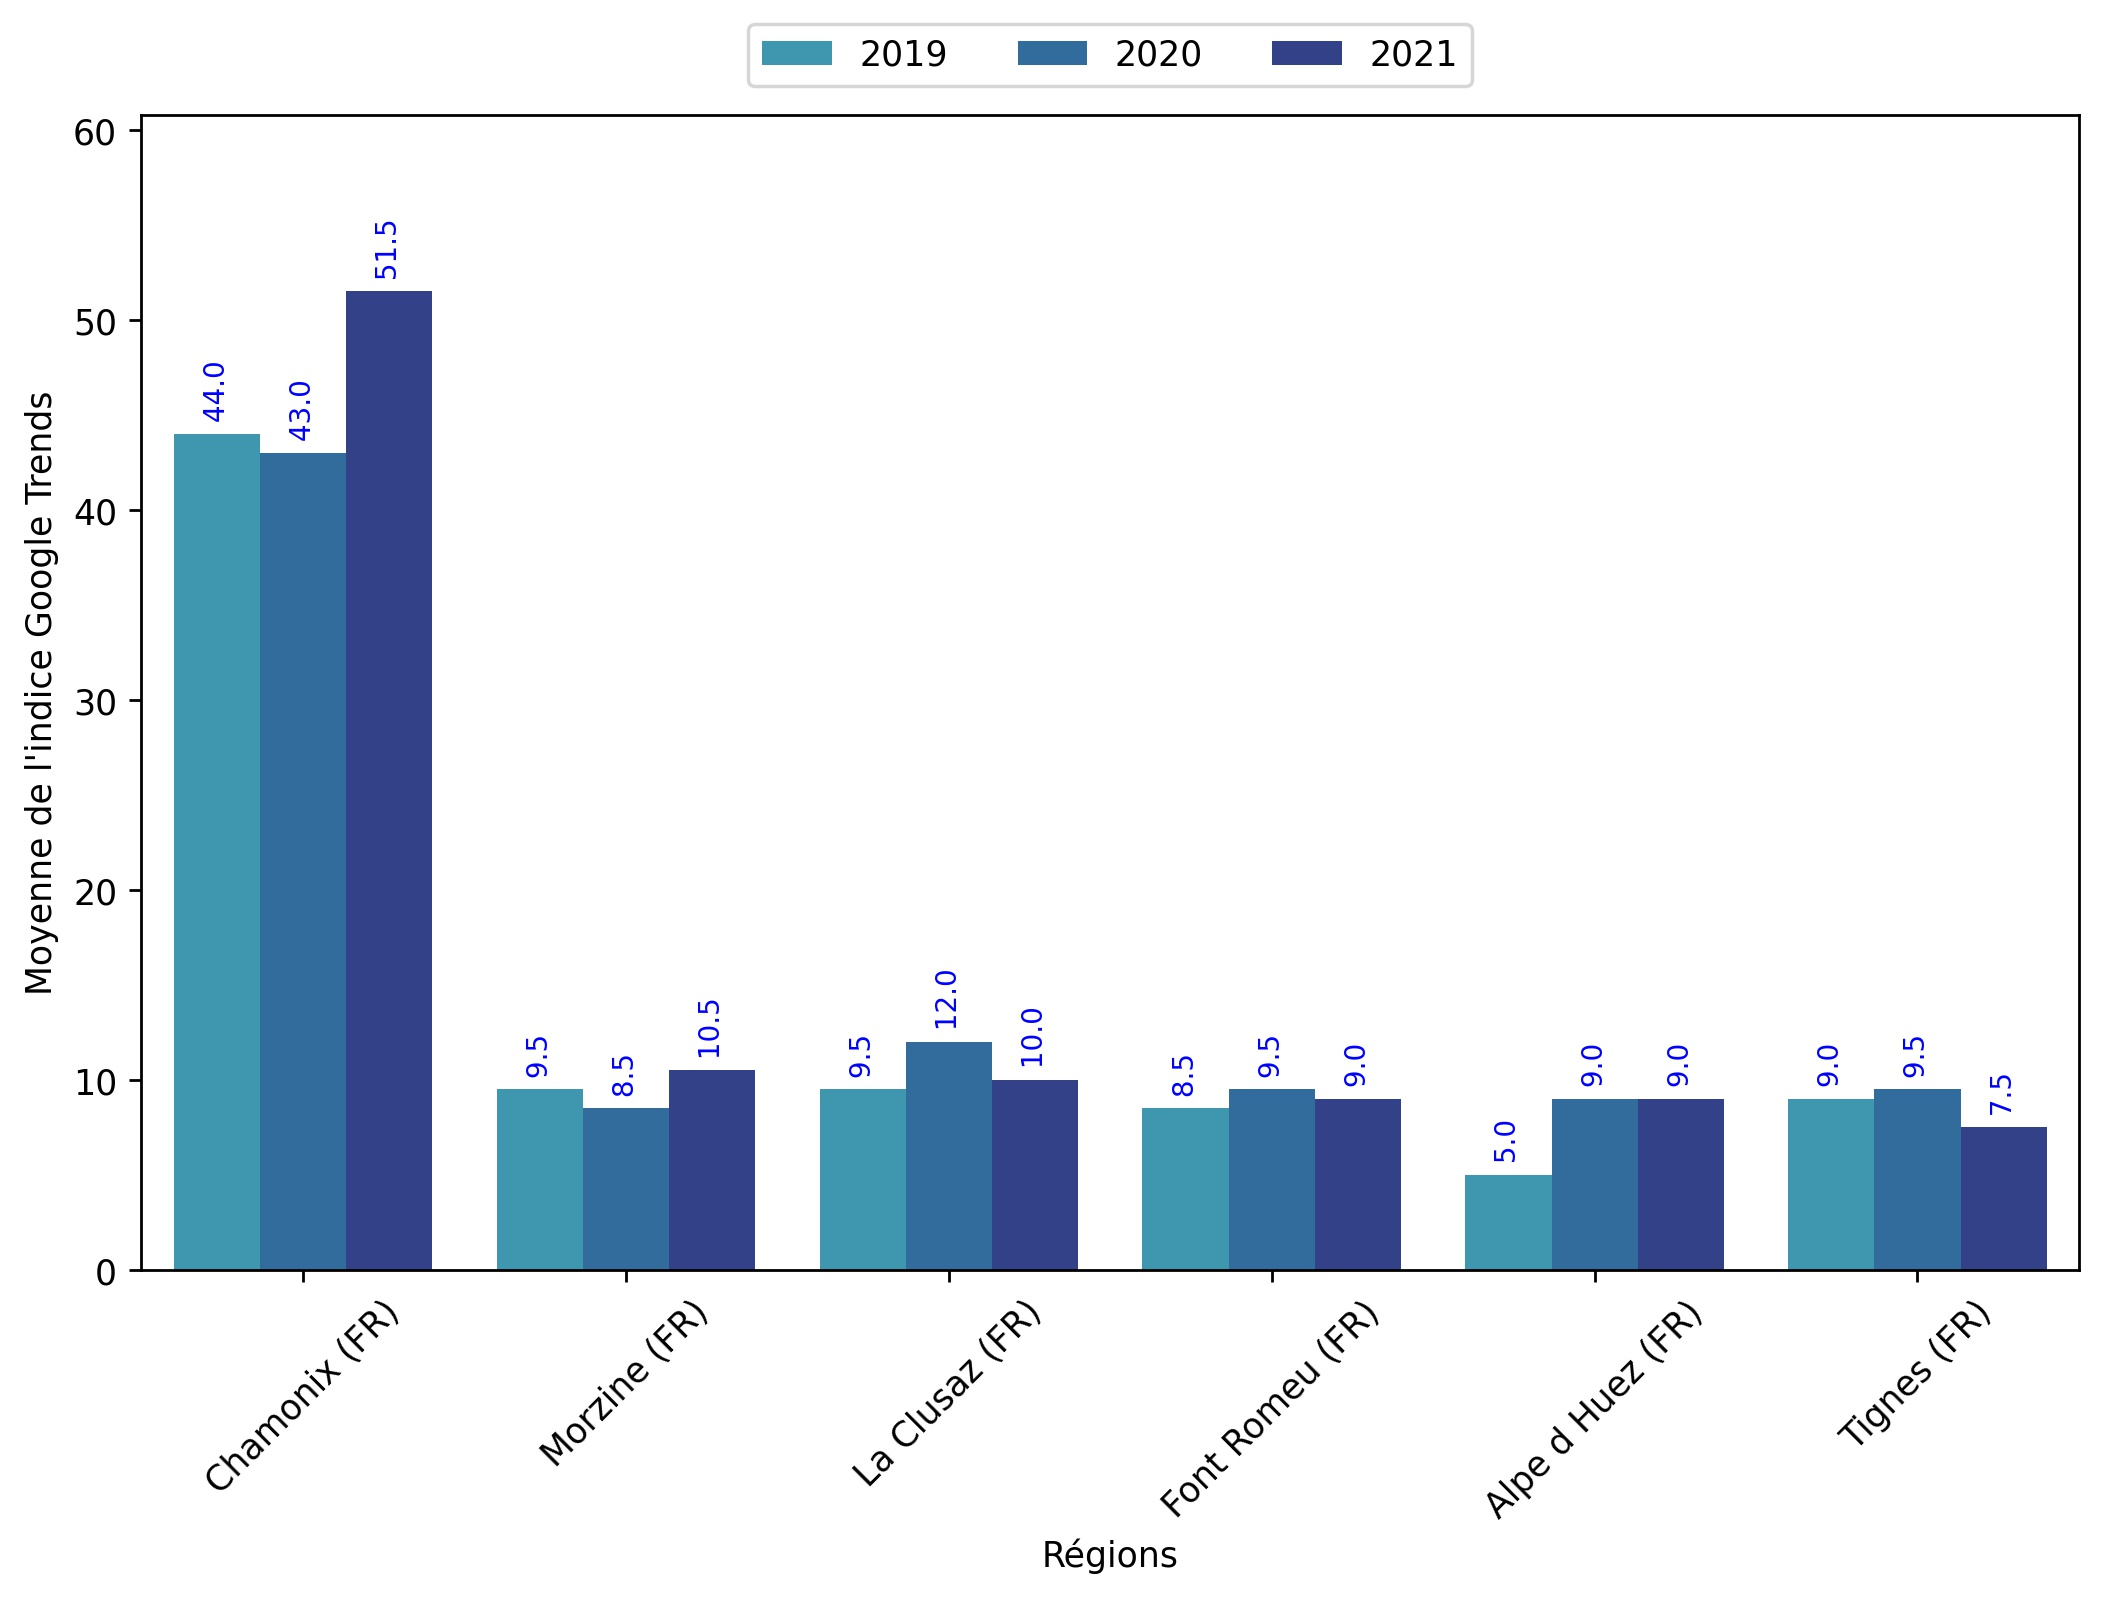 2019 2020 2021
Moyenne de l'indice Google Trends
60
50
40
30
20
10
0
44.0 43.0 51.5
9.5 8.5 10.5
9.5 12.0 10.0
8.5 9.5 9.0
5.0 9.0 9.0
9.0 9.5 7.5
Chamonix (FR)
Morzine (FR)
La Clusaz (FR)
Font Romeu (FR)
Alpe d Huez (FR)
Tignes (FR)
Régions